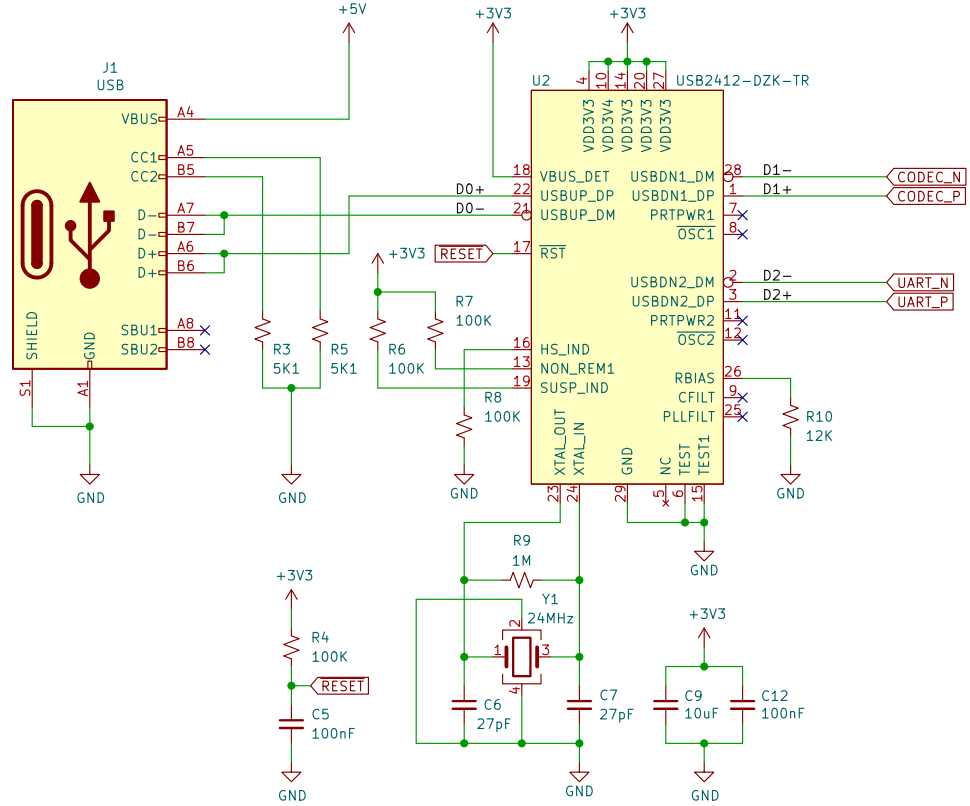 +5V
+3V3
+3V3
J1
USB
VBUS
A4
CC1
A5
CC2
B5
D-
A7
D-
B7
D+
A6
D+
B6
SBU1
A8
SBU2
B8
SHIELD
GND
S1
A1
GND
R3
5K1
R5
5K1
GND
D0+
D0-
RESET
+3V3
R6
100K
R7
100K
R8
100K
GND
U2
USB2412-DZK-TR
4
10
14
20
27
VDD3V3
VDD3V4
VDD3V3
VDD3V3
VDD3V3
18
VBUS_DET
22
USBUP_DP
21
USBUP_DM
17
RST
16
HS_IND
13
NON_REM1
19
SUSP_IND
USBDN1_DM
28
D1-
CODEC_N
USBDN1_DP
1
D1+
CODEC_P
PRTPWR1
7
OSC1
8
USBDN2_DM
2
D2-
UART_N
USBDN2_DP
3
D2+
UART_P
PRTPWR2
11
OSC2
12
RBIAS
26
CFILT
9
PLLFILT
25
R10
12K
GND
XTAL_OUT
XTAL_IN
GND
NC
TEST
TEST1
23
24
29
5
6
15
GND
R9
1M
Y1
24MHz
2
1
3
4
C6
27pF
C7
27pF
GND
+3V3
R4
100K
RESET
C5
100nF
GND
+3V3
C9
10uF
C12
100nF
GND